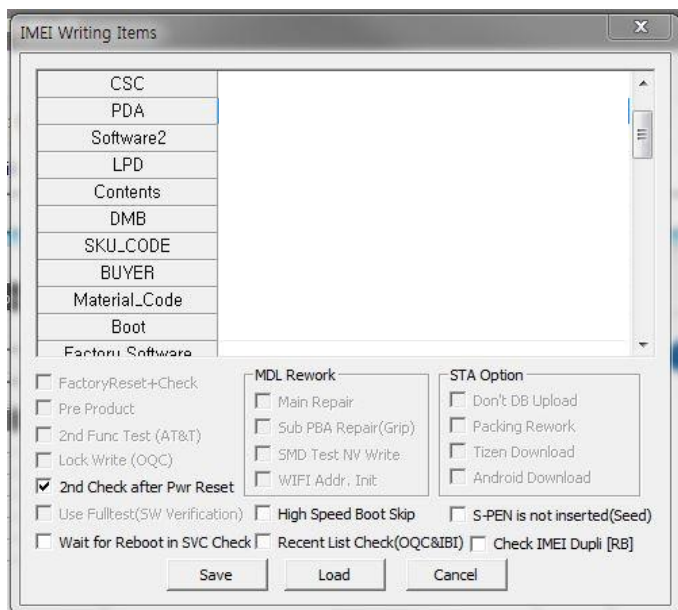 IMEI Writing Items
CSC
PDA
Software2
LPD
Contents
DMB
SKU_CODE
BUYER
Material_Code
Boot
Factory Software
FactoryReset+Check
Pre Product
2nd Func Test (AT&T)
Lock Write (OQC)
2nd Check after Pwr Reset
Use Fulltest(SW Verification)
Wait for Reboot in SVC Check
MDL Rework
Main Repair
Sub PBA Repair(Grip)
SMD Test NV Write
WIFI Addr. Init
High Speed Boot Skip
Recent List Check(OQC&IBI)
STA Option
Don't DB Upload
Packing Rework
Tizen Download
Android Download
S-PEN is not inserted(Seed)
Check IMEI Dupli [RB]
Save
Load
Cancel